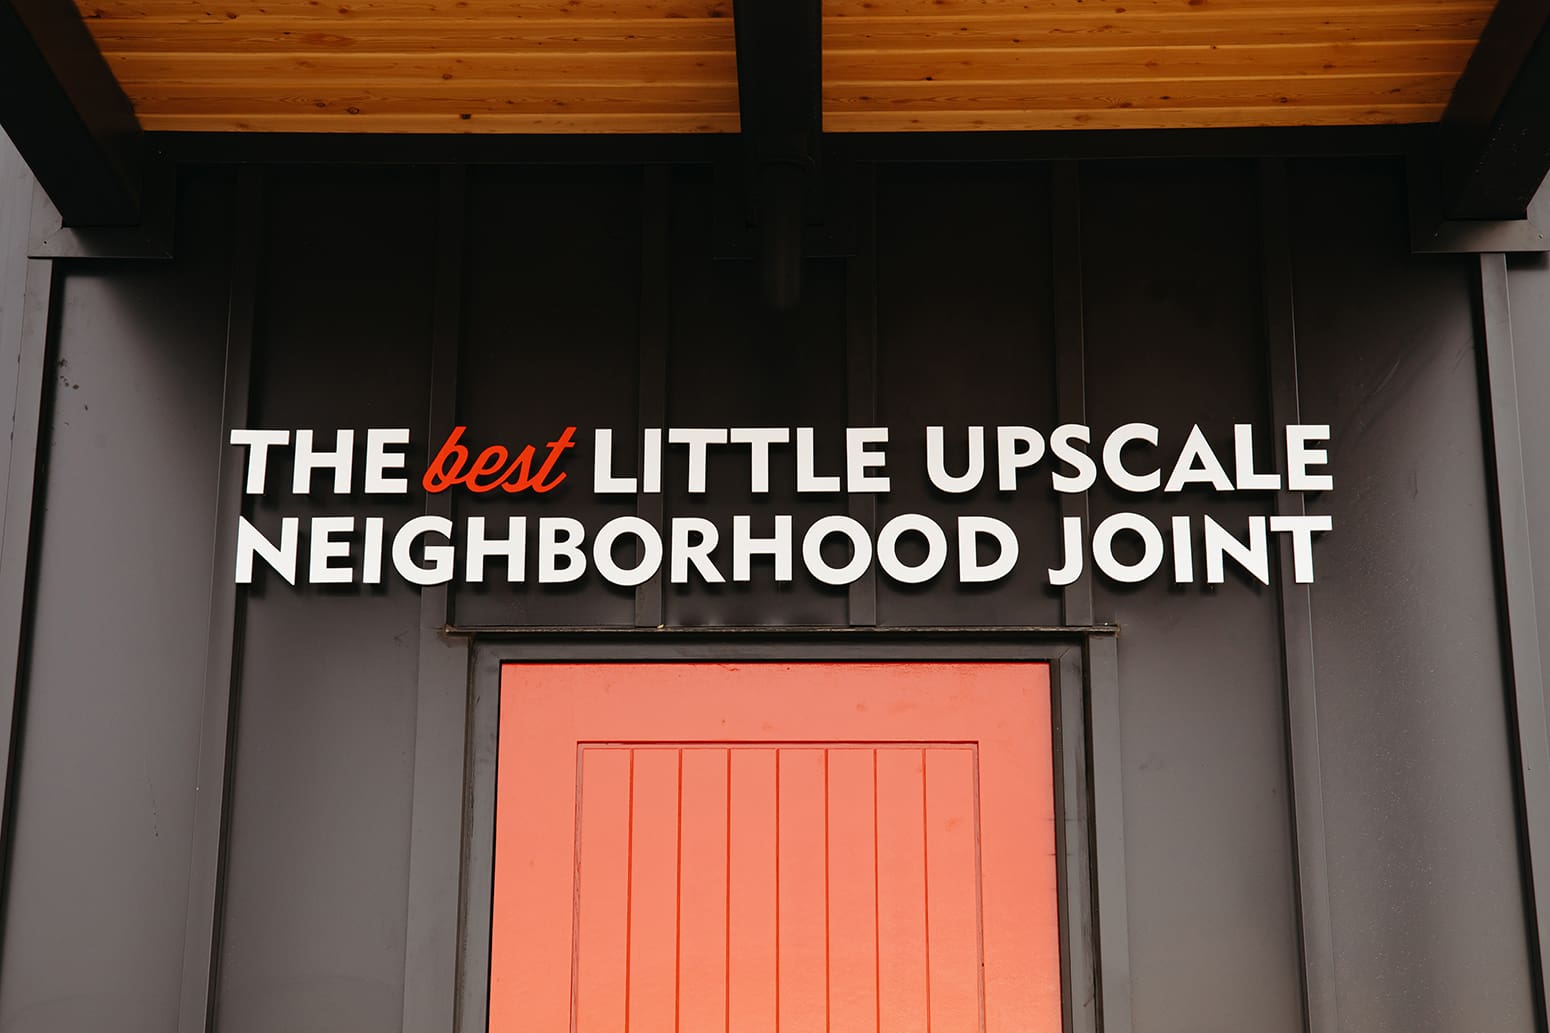 THE best LITTLE UPSCALE
NEIGHBORHOOD JOINT